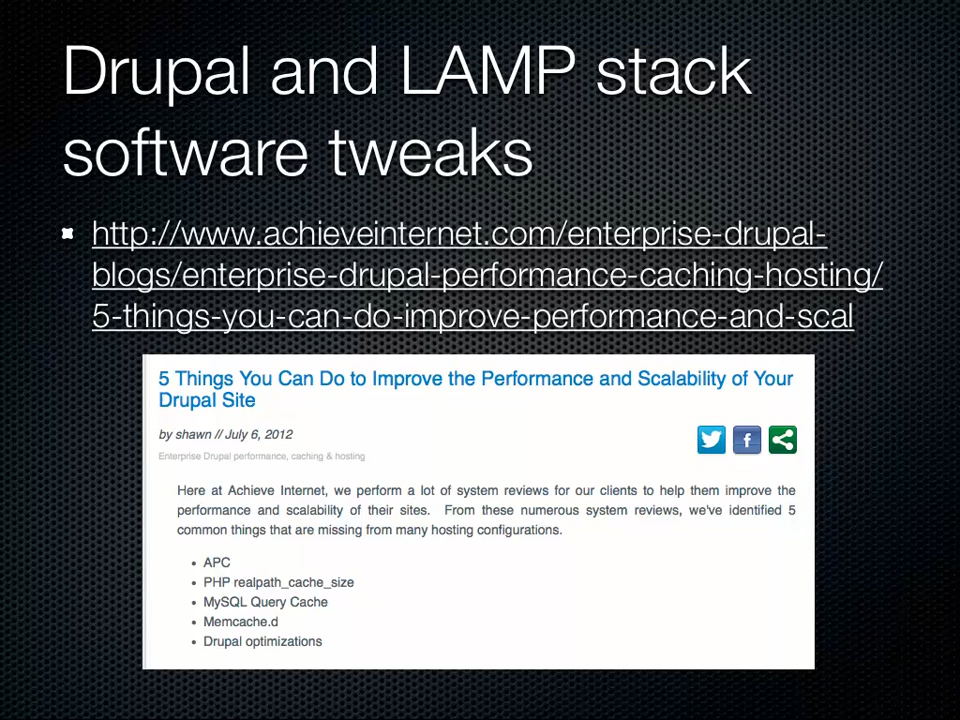 Drupal and LAMP stack
software tweaks
http://www.achieveinternet.com/enterprise-drupal-
blogs/enterprise-drupal-performance-caching-hosting/
5-things-you-can-do-improve-performance-and-scal
5 Things You Can Do to Improve the Performance and Scalability of Your
Drupal Site
by shawn // July 6, 2012
Enterprise Drupal performance, caching & hosting
Here at Achieve Internet, we perform a lot of system reviews for our clients to help them improve the
performance and scalability of their sites. From these numerous system reviews, we've identified 5
common things that are missing from many hosting configurations.
• APC
• PHP realpath_cache_size
• MySQL Query Cache
• Memcache.d
• Drupal optimizations